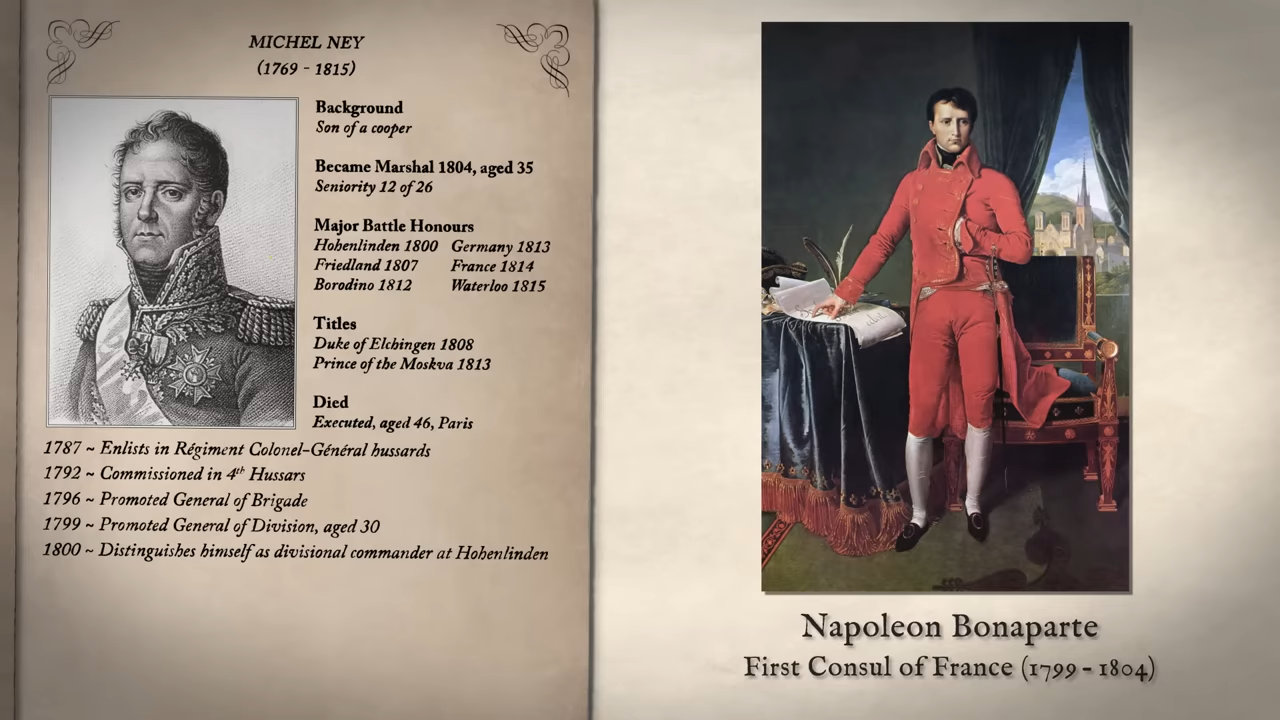 MICHEL NEY
(1769 - 1815)
Background
Son of a cooper
Became Marshal 1804, aged 35
Seniority 12 of 26
Major Battle Honours
Hohenlinden 1800 Germany 1813
Friedland 1807 France 1814
Borodino 1812 Waterloo 1815
Titles
Duke of Elchingen 1808
Prince of the Moskva 1813
Died
Executed, aged 46, Paris
1787 ~ Enlists in Régiment Colonel-Général hussards
1792 ~ Commissioned in 4th Hussars
1796 ~ Promoted General of Brigade
1799 ~ Promoted General of Division, aged 30
1800 ~ Distinguishes himself as divisional commander at Hohenlinden
Napoleon Bonaparte
First Consul of France (1799 - 1804)